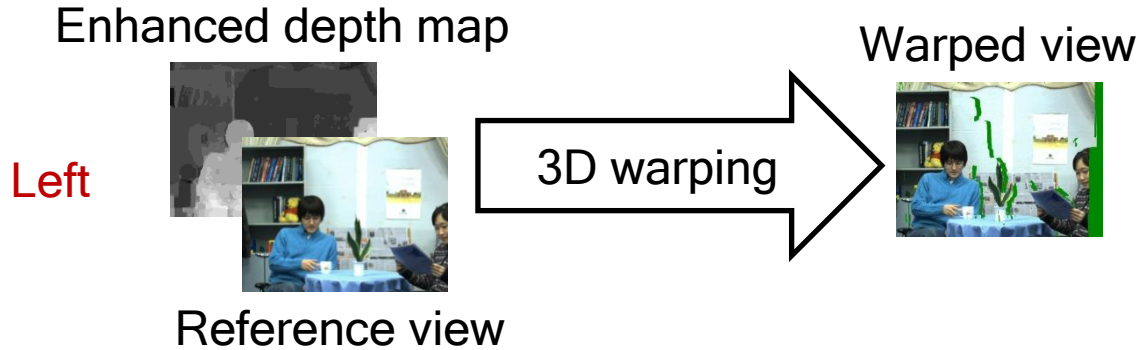 Enhanced depth map
Warped view
Left
3D warping
Reference view